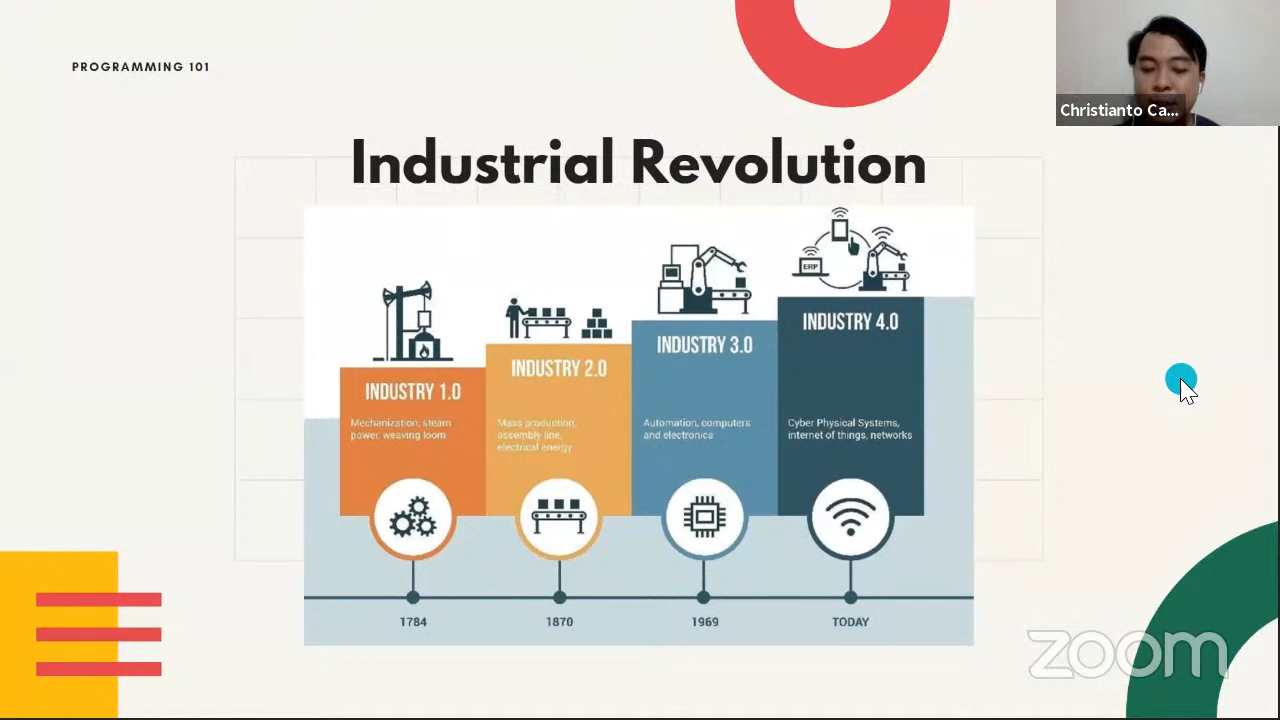 PROGRAMMING 101
Christianto Ca...
Industrial Revolution
ERP
INDUSTRY 1.0
Mechanization, steam
power, weaving loom
INDUSTRY 2.0
Mass production,
assembly line,
electrical energy
INDUSTRY 3.0
Automation, computers
and electronics
INDUSTRY 4.0
Cyber Physical Systems,
internet of things, networks
1784
1870
1969
TODAY
zoom